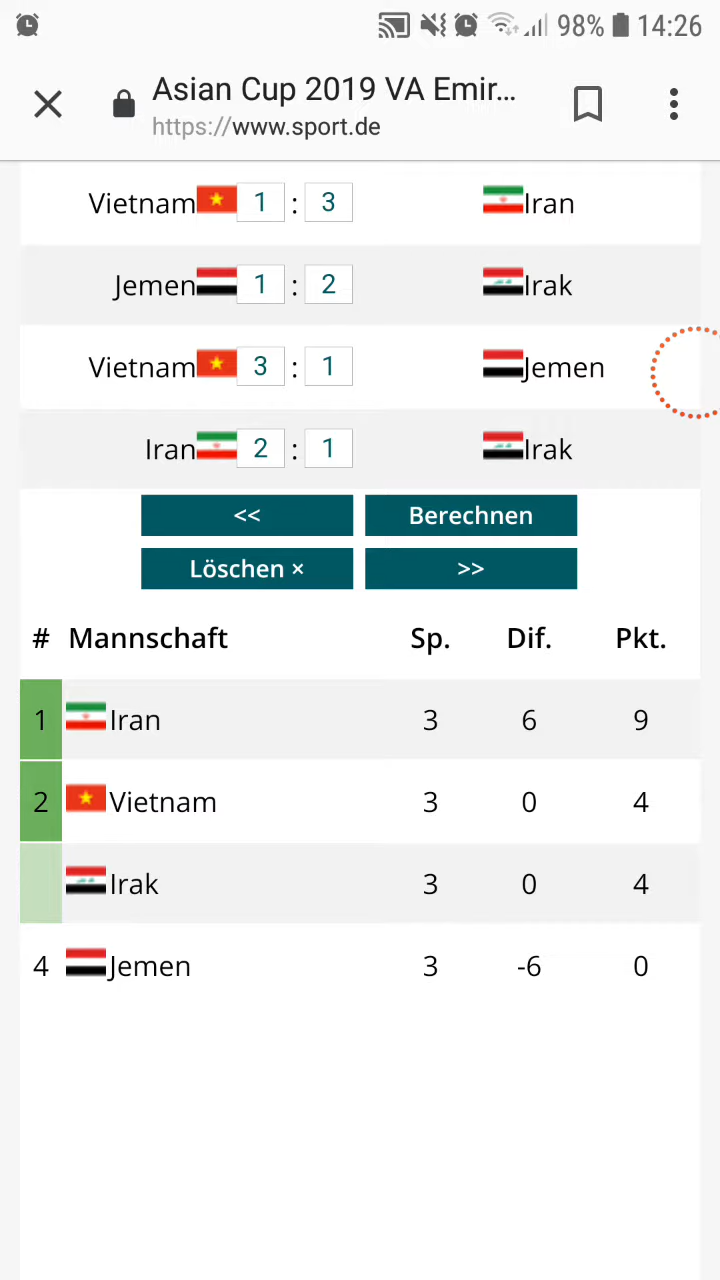 98% 14:26
Asian Cup 2019 VA Emir...
https://www.sport.de
Vietnam 1 : 3 Iran
Jemen 1 : 2 Irak
Vietnam 3 : 1 Jemen
Iran 2 : 1 Irak
<< Berechnen
Löschen × >>
# Mannschaft Sp. Dif. Pkt.
1 Iran 3 6 9
2 Vietnam 3 0 4
Irak 3 0 4
4 Jemen 3 -6 0